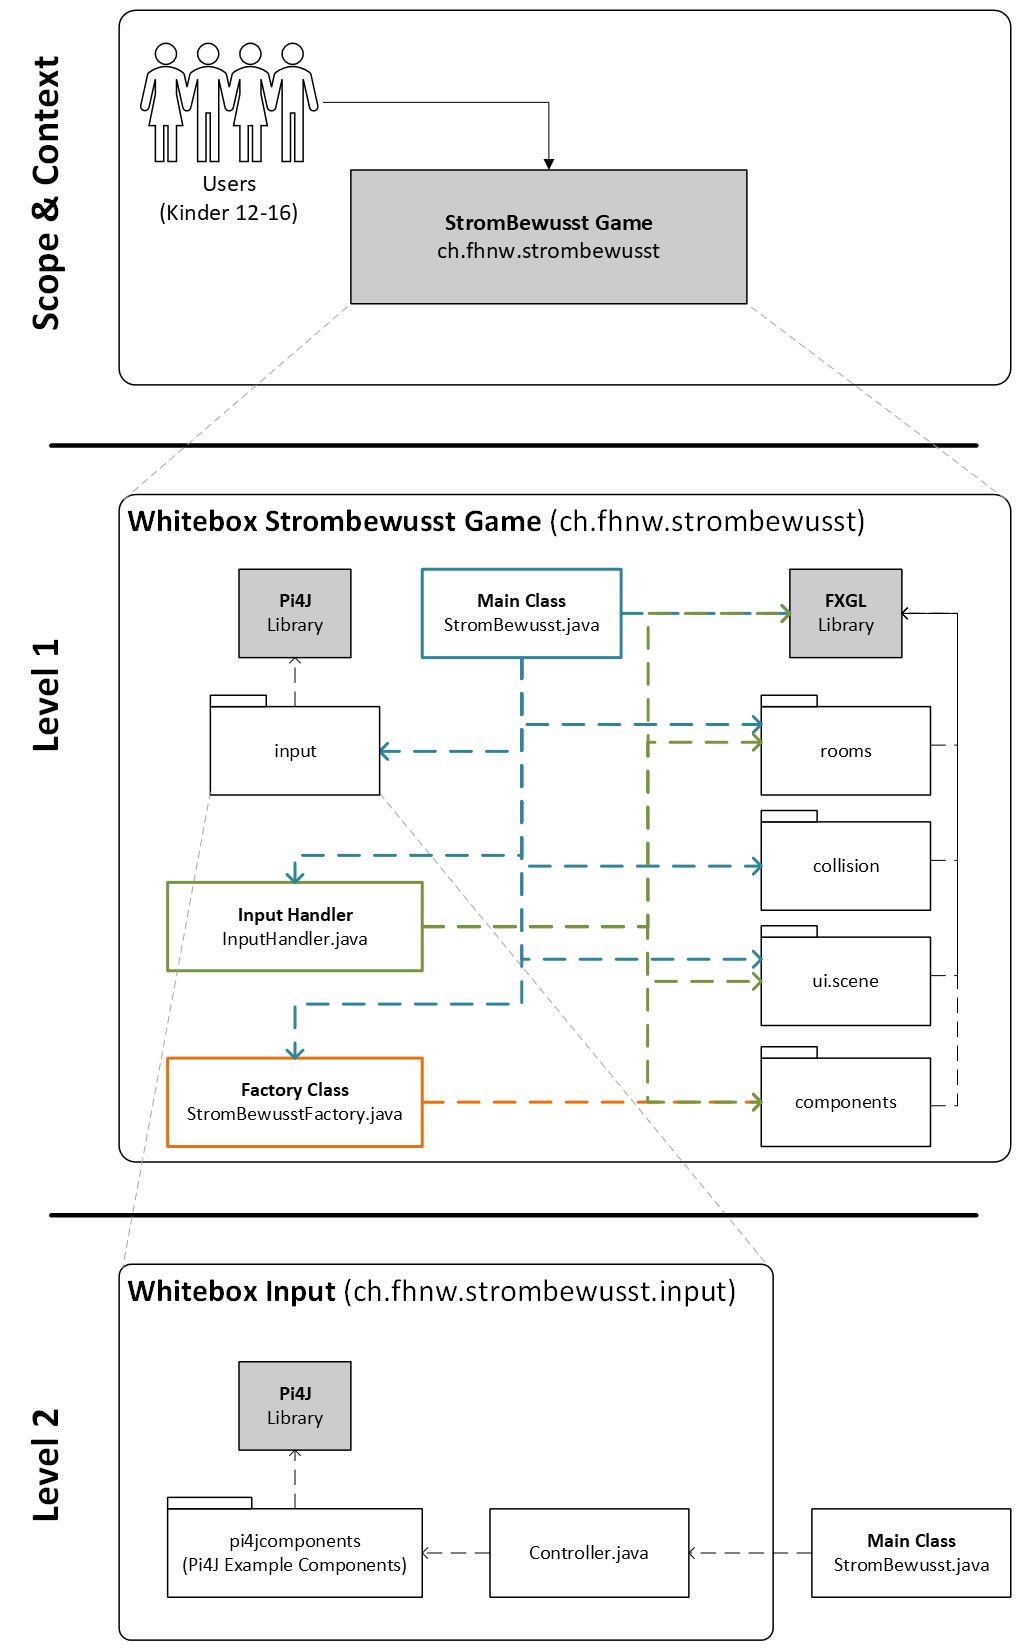 Scope & Context
Users
(Kinder 12-16)
StromBewusst Game
ch.fhnw.strombewusst
Level 1
Whitebox Strombewusst Game (ch.fhnw.strombewusst)
Pi4J
Library
Main Class
StromBewusst.java
FXGL
Library
input
rooms
collision
Input Handler
InputHandler.java
ui.scene
Factory Class
StromBewusstFactory.java
components
Level 2
Whitebox Input (ch.fhnw.strombewusst.input)
Pi4J
Library
pi4jcomponents
(Pi4J Example Components)
Controller.java
Main Class
StromBewusst.java